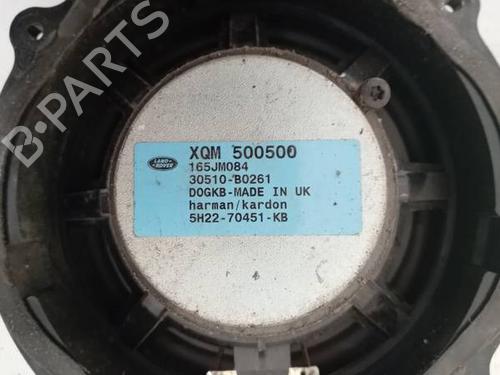 B-PARTS
LAND-
ROVER
XQM 500500
165JM084
30510-B0261
DOGKB-MADE IN UK
harman/kardon
5H22-70451-KB